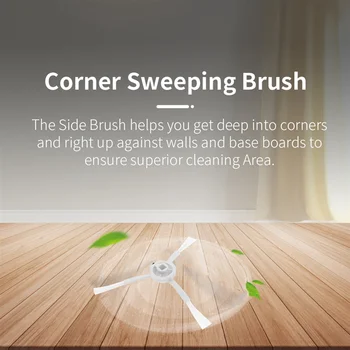 Corner Sweeping Brush
The Side Brush helps you get deep into corners
and right up against walls and base boards to
ensure superior cleaning Area.